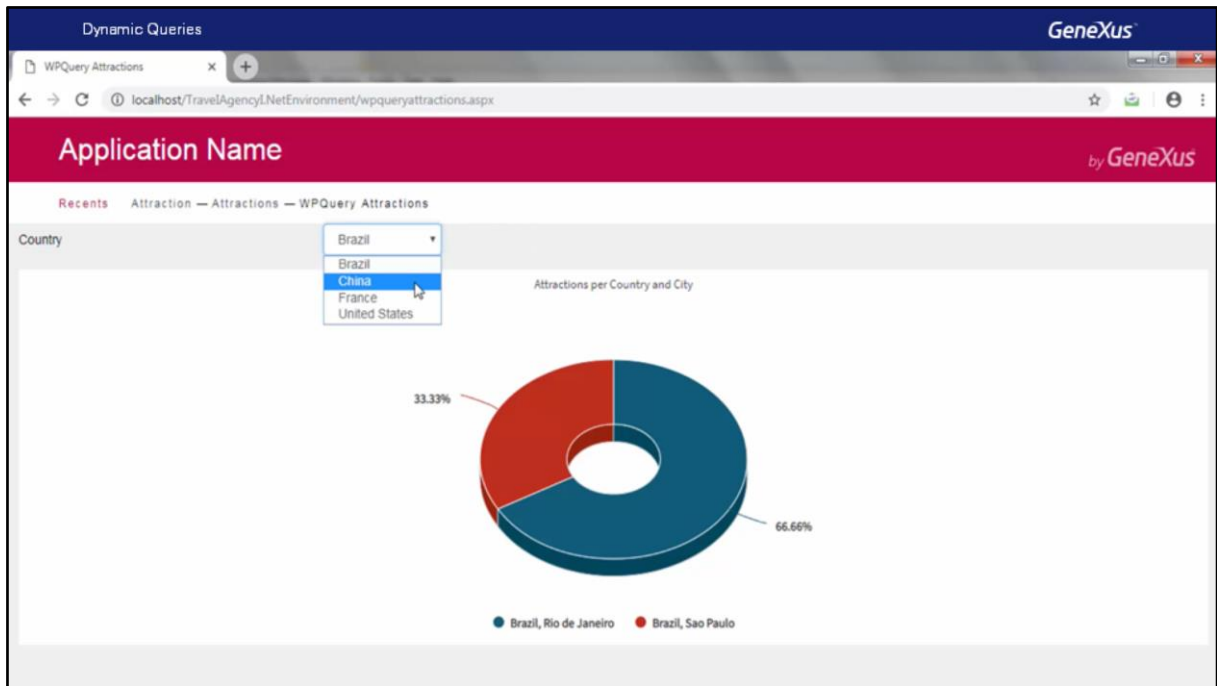 Dynamic Queries GeneXus™
WPQuery Attractions
localhost/TravelAgencyI.NetEnvironment/wpqueryattractions.aspx
Application Name by GeneXus
Recents Attraction — Attractions — WPQuery Attractions
Country Brazil
Brazil
China
France
United States
Attractions per Country and City
33.33%
66.66%
Brazil, Rio de Janeiro Brazil, Sao Paulo